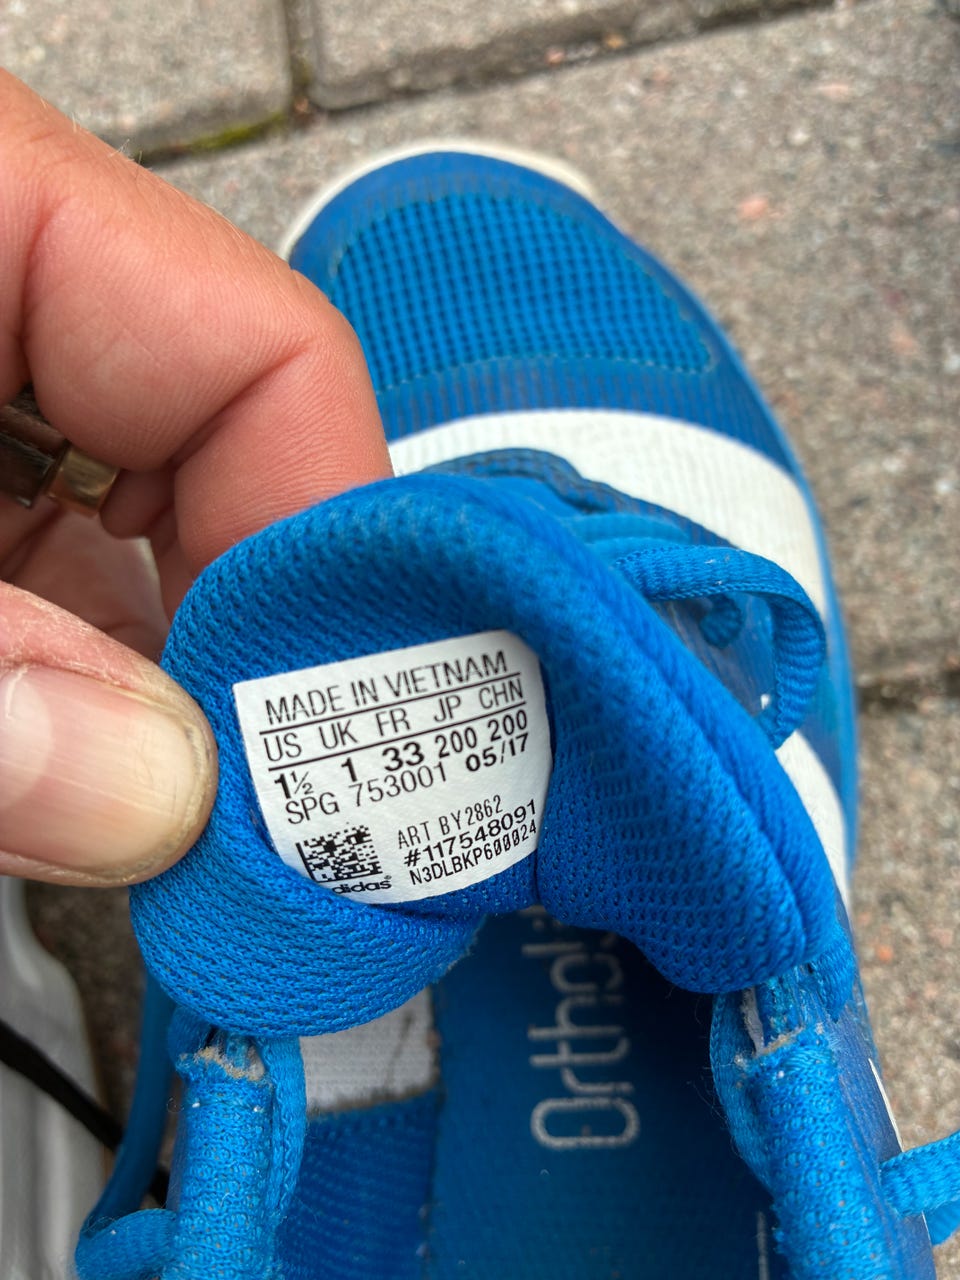 MADE IN VIETNAM
US UK FR JP CHN
1½ 1 33 200 200
SPG 753001 05/17
ART BY2862
#117548091
N3DLBKP600024
adidas
Ortholi